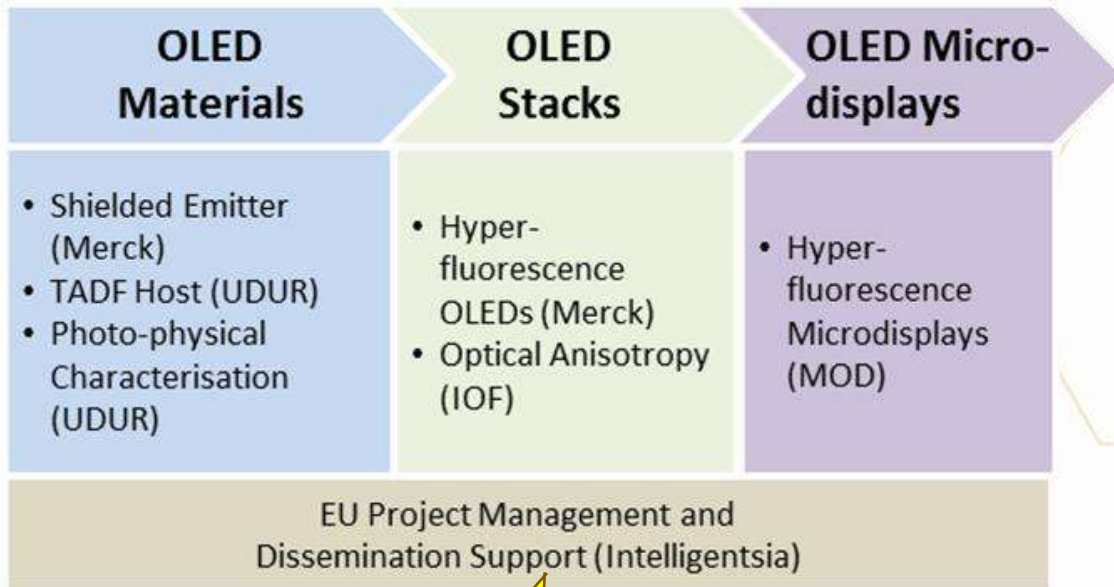 OLED
Materials
OLED
Stacks
OLED Micro-
displays
• Shielded Emitter
(Merck)
• TADF Host (UDUR)
• Photo-physical
Characterisation
(UDUR)
• Hyper-
fluorescence
OLEDs (Merck)
• Optical Anisotropy
(IOF)
• Hyper-
fluorescence
Microdisplays
(MOD)
EU Project Management and
Dissemination Support (Intelligentsia)